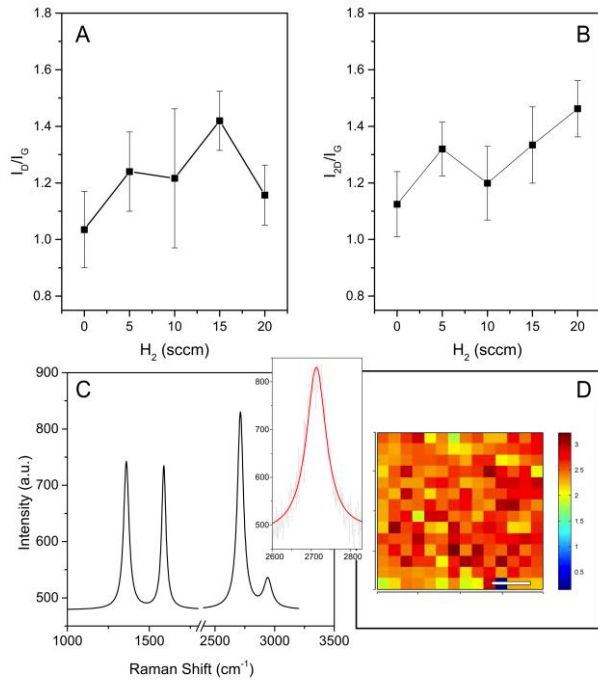 A
1.8
1.6
1.4
1.2
1.0
0.8
I_D/I_G
0 5 10 15 20
H₂ (sccm)
B
1.8
1.6
1.4
1.2
1.0
0.8
I_2D/I_G
0 5 10 15 20
H₂ (sccm)
C
900
800
700
600
500
Intensity (a.u.)
1000 1500 2500 3000 3500
Raman Shift (cm⁻¹)
800
700
600
500
2600 2700 2800
D
3
2.5
2
1.5
1
0.5